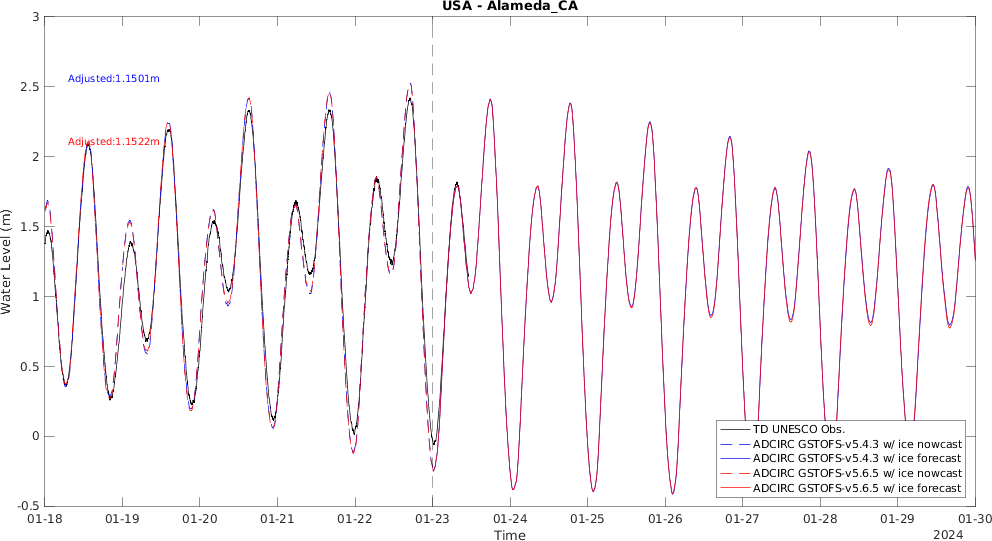 USA - Alameda_CA
3
2.5
2
1.5
1
0.5
0
-0.5
Water Level (m)
Adjusted:1.1501m
Adjusted:1.1522m
TD UNESCO Obs.
ADCIRC GSTOFS-v5.4.3 w/ ice nowcast
ADCIRC GSTOFS-v5.4.3 w/ ice forecast
ADCIRC GSTOFS-v5.6.5 w/ ice nowcast
ADCIRC GSTOFS-v5.6.5 w/ ice forecast
01-18 01-19 01-20 01-21 01-22 01-23 01-24 01-25 01-26 01-27 01-28 01-29 01-30
Time
2024